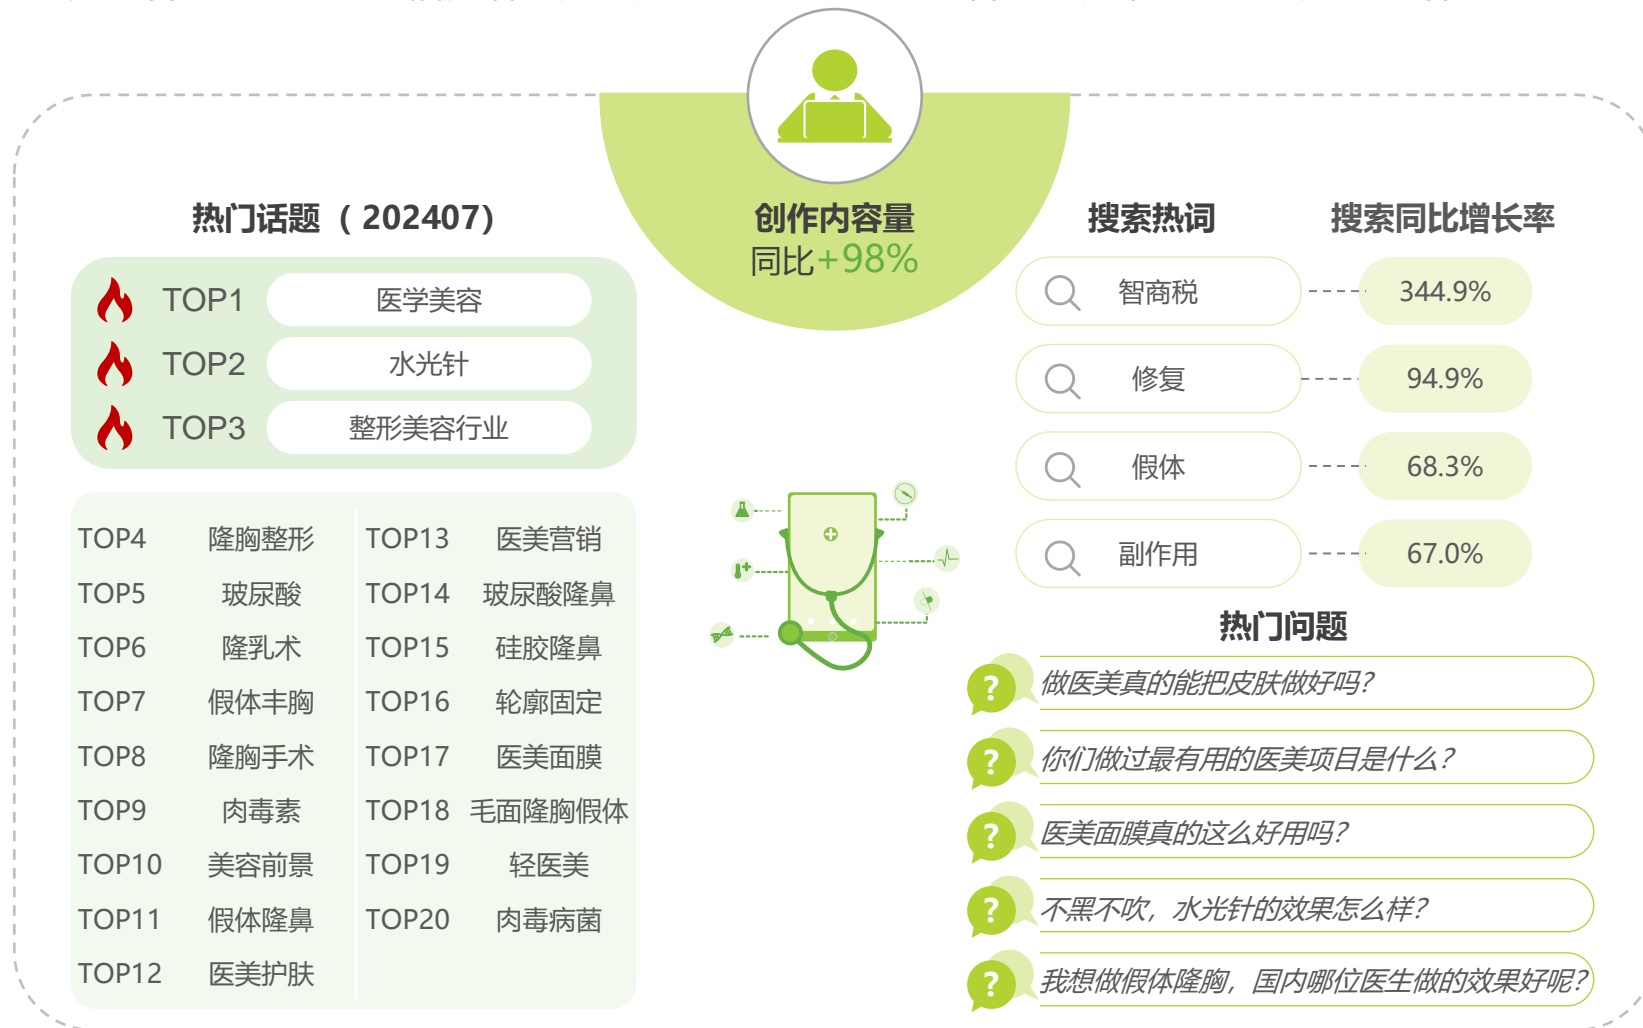 创作内容量
同比+98%
热门话题（ 202407）
TOP1 医学美容
TOP2 水光针
TOP3 整形美容行业
TOP4 隆胸整形
TOP5 玻尿酸
TOP6 隆乳术
TOP7 假体丰胸
TOP8 隆胸手术
TOP9 肉毒素
TOP10 美容前景
TOP11 假体隆鼻
TOP12 医美护肤
TOP13 医美营销
TOP14 玻尿酸隆鼻
TOP15 硅胶隆鼻
TOP16 轮廓固定
TOP17 医美面膜
TOP18 毛面隆胸假体
TOP19 轻医美
TOP20 肉毒病菌
搜索热词 搜索同比增长率
智商税 344.9%
修复 94.9%
假体 68.3%
副作用 67.0%
热门问题
? 做医美真的能把皮肤做好吗？
? 你们做过最有用的医美项目是什么？
? 医美面膜真的这么好用吗？
? 不黑不吹，水光针的效果怎么样？
? 我想做假体隆胸，国内哪位医生做的效果好呢？